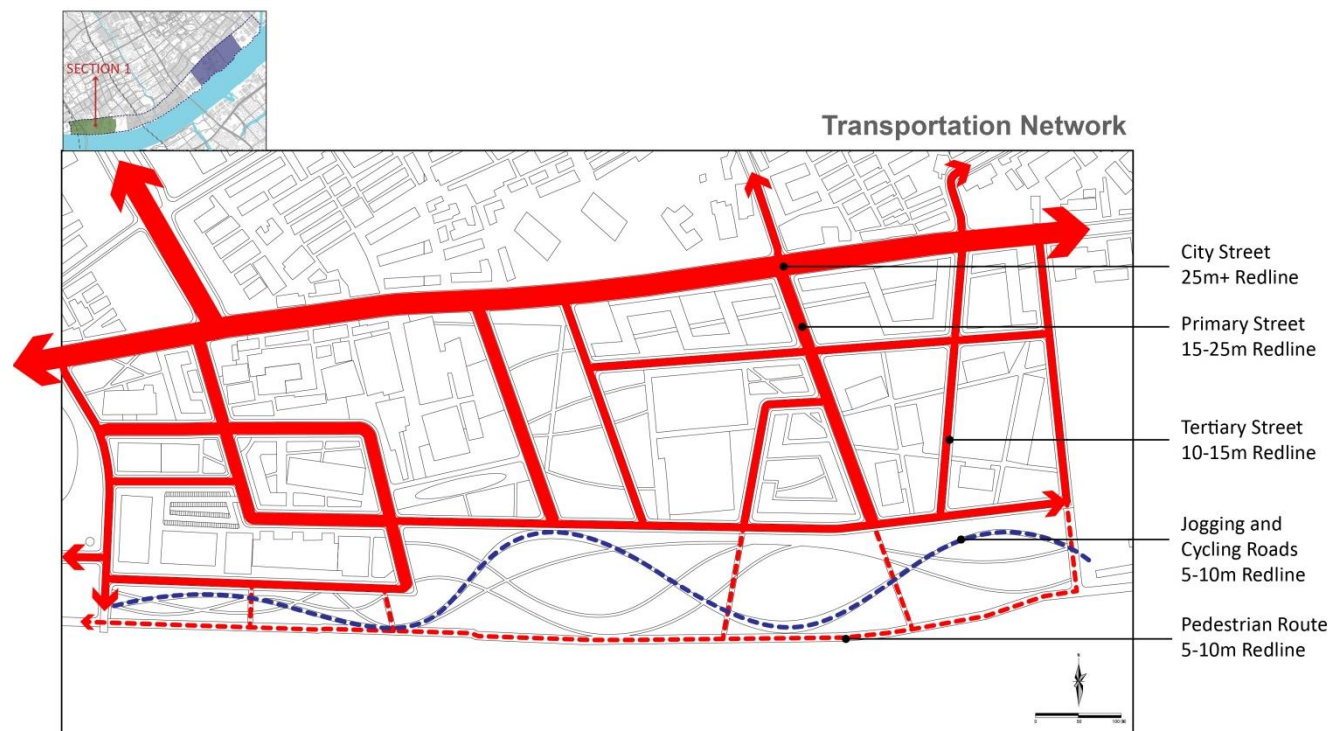 SECTION 1
Transportation Network
City Street
25m+ Redline
Primary Street
15-25m Redline
Tertiary Street
10-15m Redline
Jogging and
Cycling Roads
5-10m Redline
Pedestrian Route
5-10m Redline